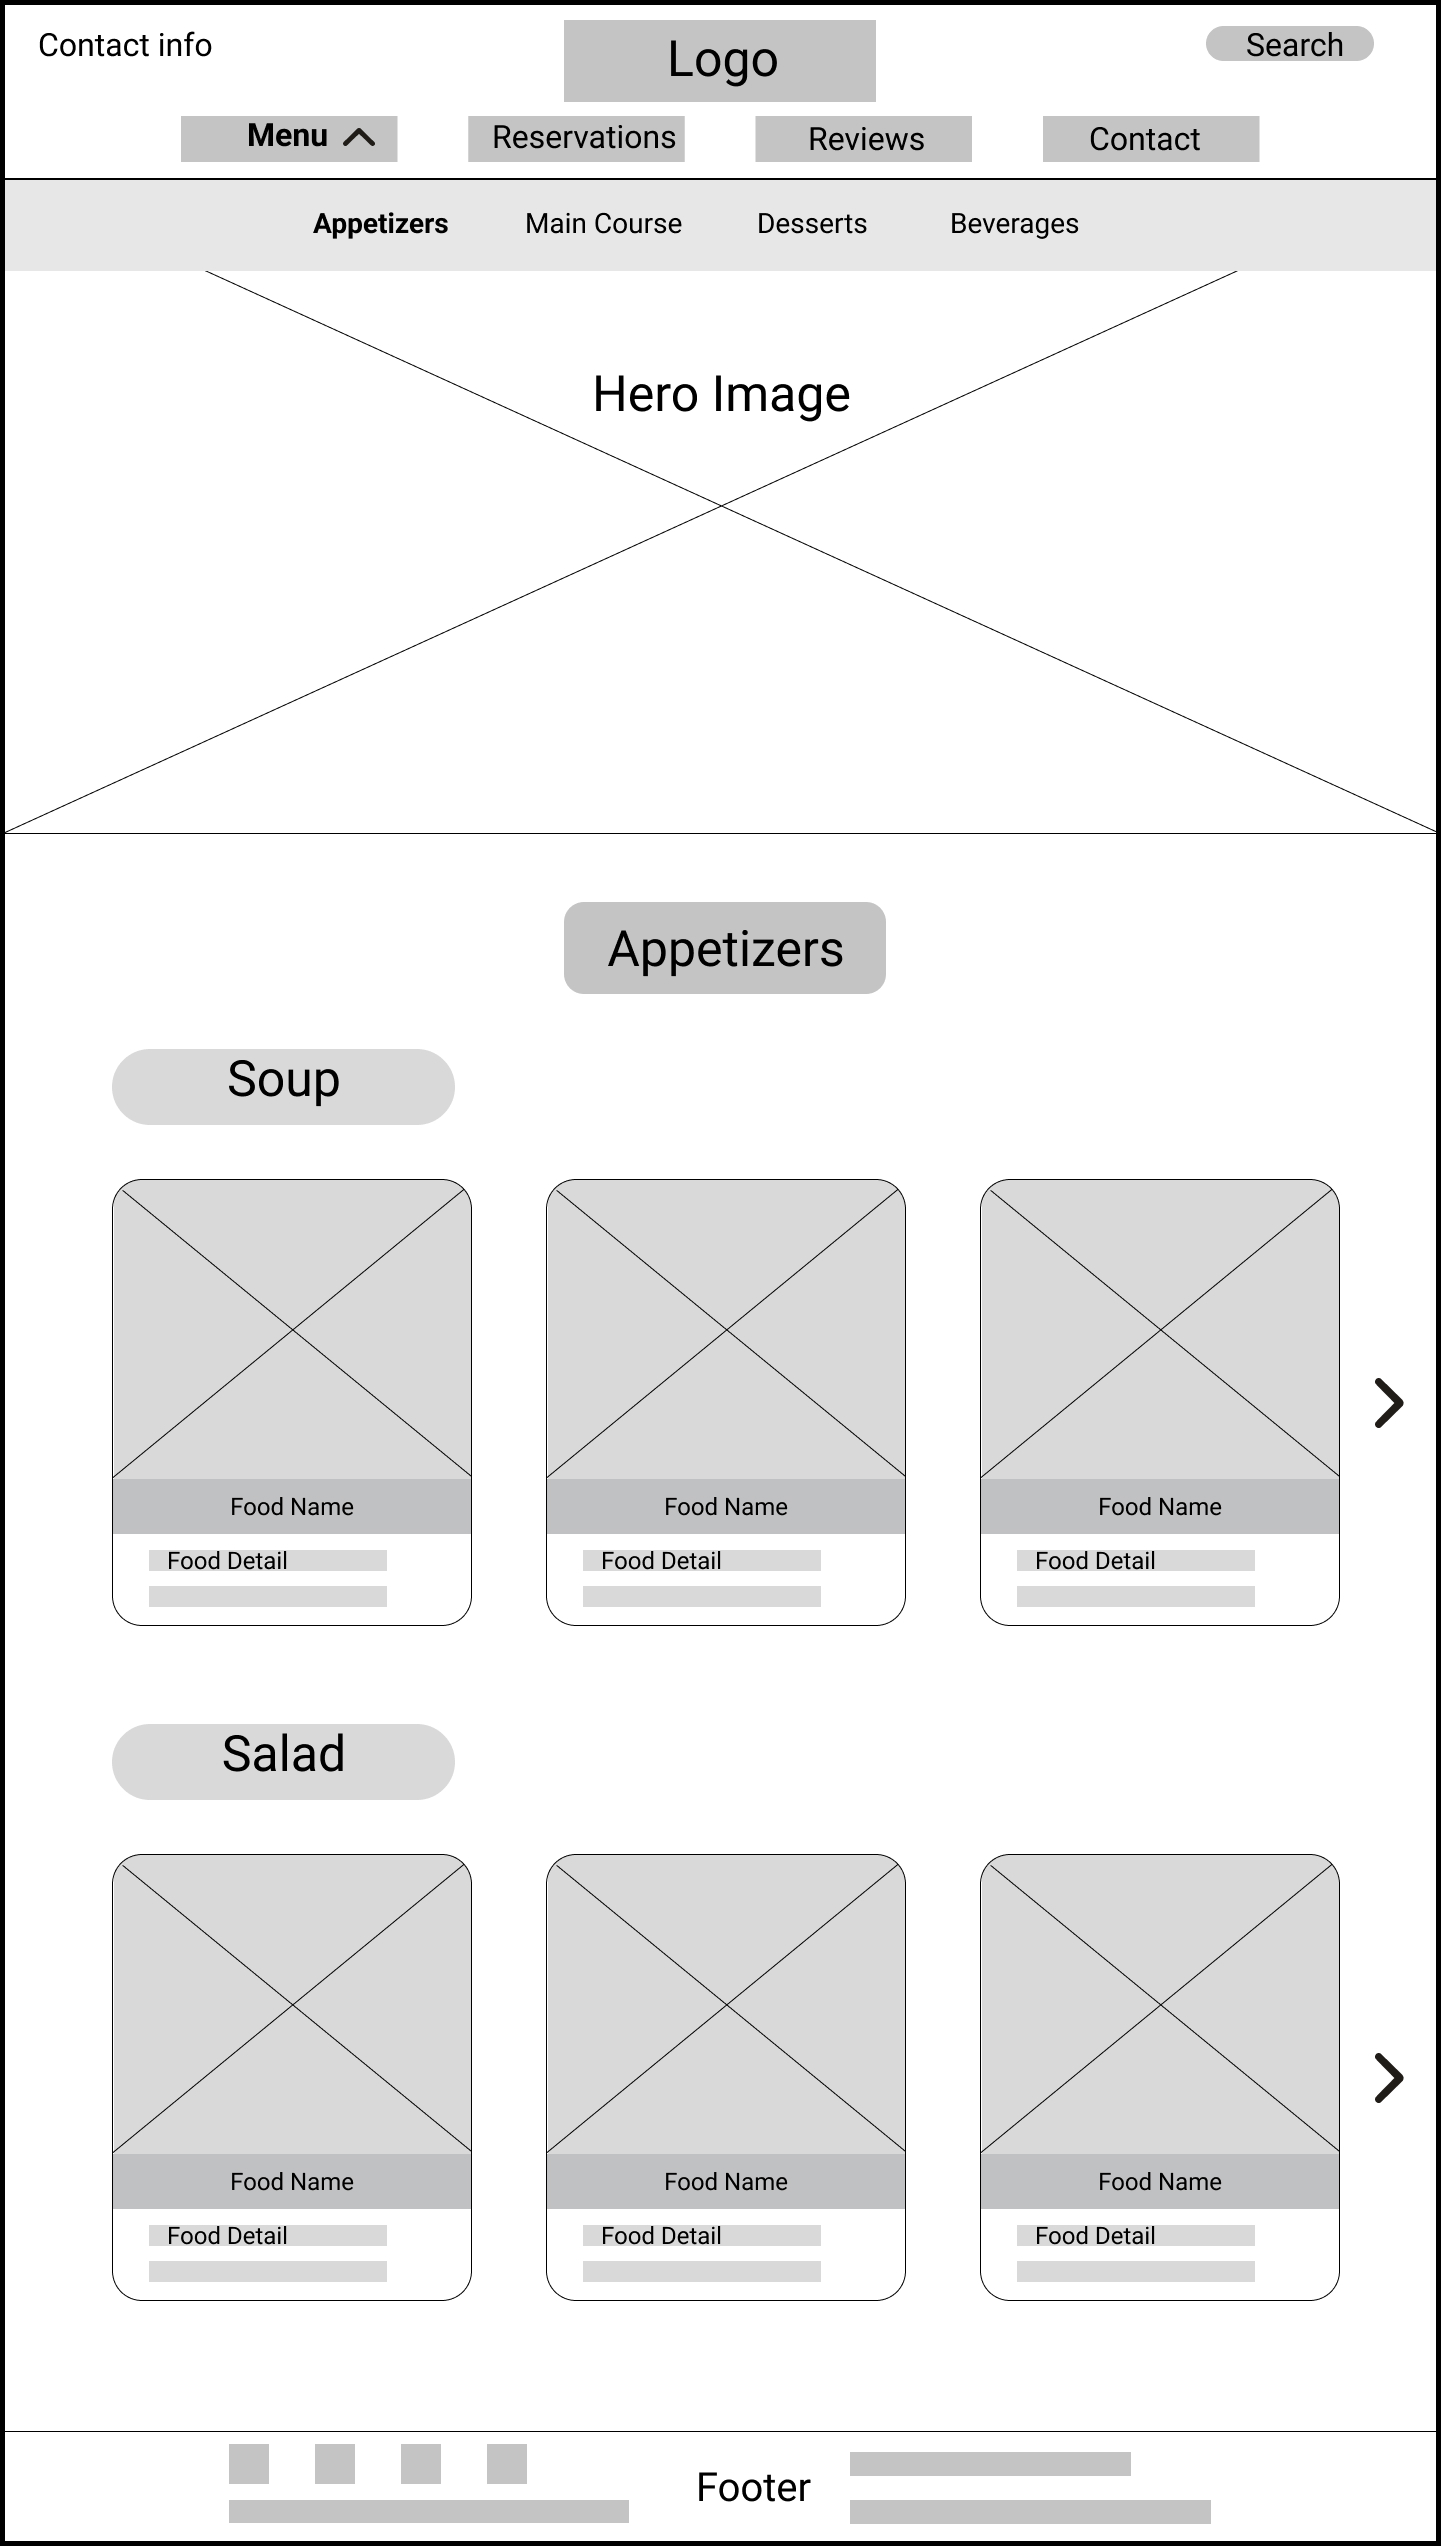 Contact info
Logo
Search
Menu
Reservations
Reviews
Contact
Appetizers
Main Course
Desserts
Beverages
Hero Image
Appetizers
Soup
Food Name
Food Name
Food Name
Food Detail
Food Detail
Food Detail
Salad
Food Name
Food Name
Food Name
Food Detail
Food Detail
Food Detail
Footer